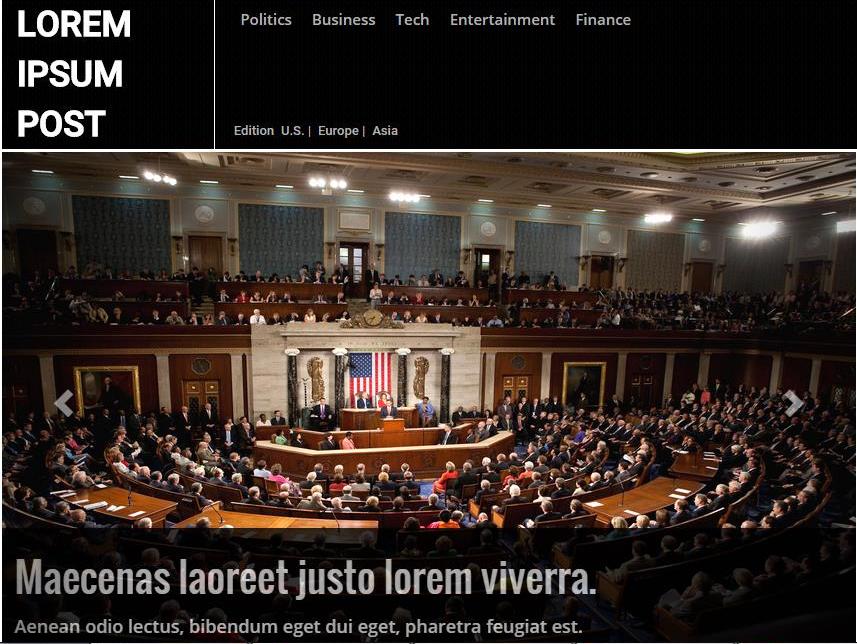 LOREM
IPSUM
POST
Politics Business Tech Entertainment Finance
Edition U.S. | Europe | Asia
Maecenas laoreet justo lorem viverra.
Aenean odio lectus, bibendum eget dui eget, pharetra feugiat est.